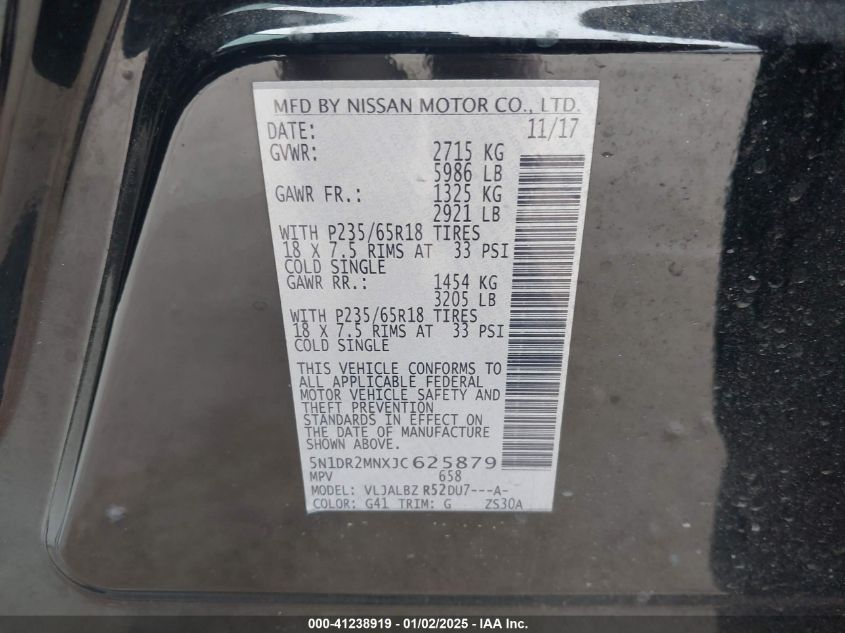 MFD BY NISSAN MOTOR CO., LTD.
DATE: 11/17
GVWR: 2715 KG
5986 LB
GAWR FR.: 1325 KG
2921 LB
WITH P235/65R18 TIRES
18 X 7.5 RIMS AT 33 PSI
COLD SINGLE
GAWR RR.: 1454 KG
3205 LB
WITH P235/65R18 TIRES
18 X 7.5 RIMS AT 33 PSI
COLD SINGLE
THIS VEHICLE CONFORMS TO
ALL APPLICABLE FEDERAL
MOTOR VEHICLE SAFETY AND
THEFT PREVENTION
STANDARDS IN EFFECT ON
THE DATE OF MANUFACTURE
SHOWN ABOVE.
5N1DR2MNXJC625879
MPV 658
MODEL: VLJALBZ R52DU7---A-
COLOR: G41 TRIM: G ZS30A
000-41238919 - 01/02/2025 - IAA Inc.